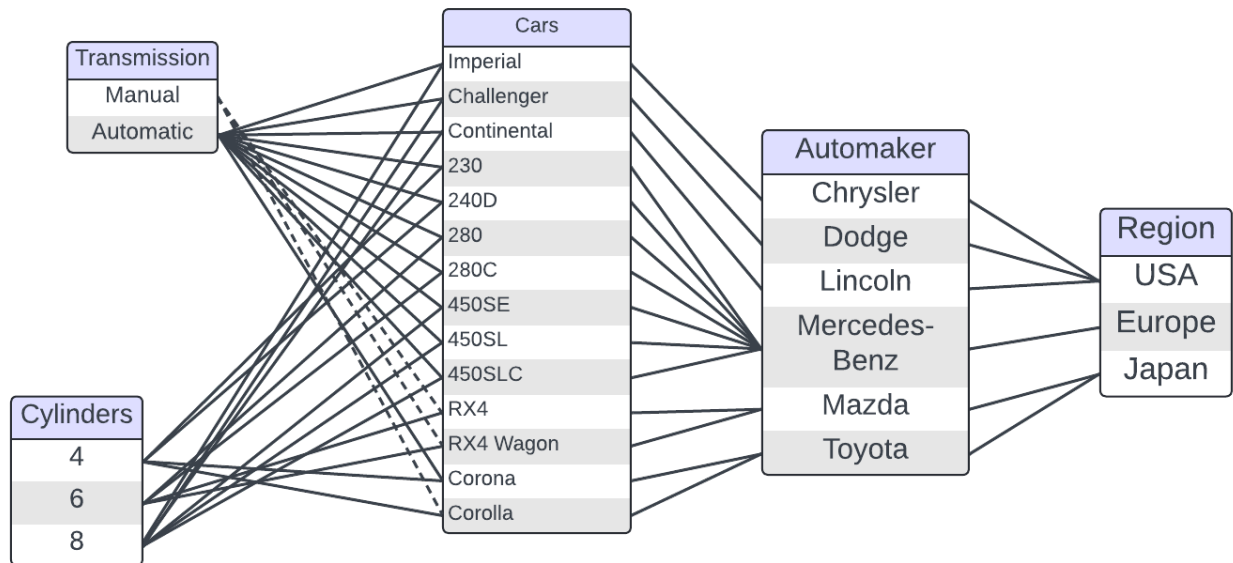 Transmission
Manual
Automatic
Cylinders
4
6
8
Cars
Imperial
Challenger
Continental
230
240D
280
280C
450SE
450SL
450SLC
RX4
RX4 Wagon
Corona
Corolla
Automaker
Chrysler
Dodge
Lincoln
Mercedes-
Benz
Mazda
Toyota
Region
USA
Europe
Japan